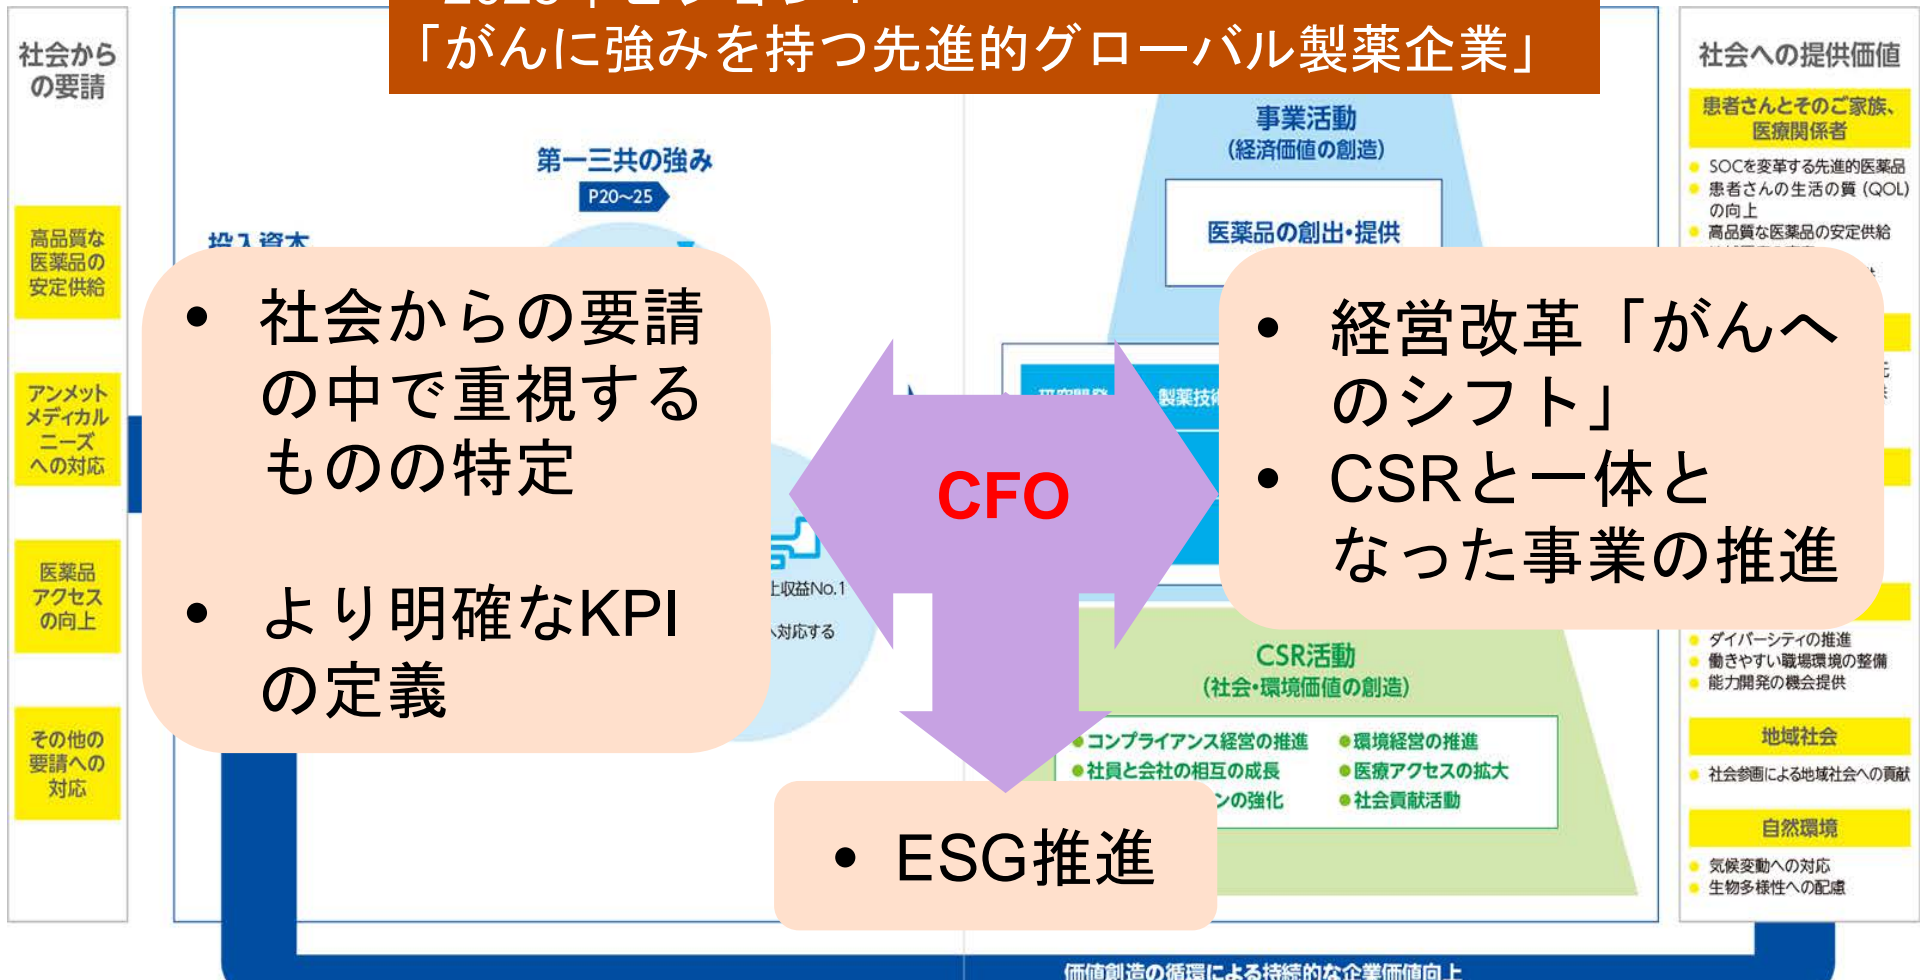 「がんに強みを持つ先進的グローバル製薬企業」
社会から
の要請
高品質な
医薬品の
安定供給
アンメット
メディカル
ニーズ
への対応
医薬品
アクセス
の向上
その他の
要請への
対応
第一三共の強み
P20〜25
投入資本
• 社会からの要請
の中で重視する
ものの特定
• より明確なKPI
の定義
上収益No.1
へ対応する
CFO
事業活動
(経済価値の創造)
医薬品の創出・提供
研究開発
製薬技術
• 経営改革「がんへ
のシフト」
• CSRと一体と
なった事業の推進
CSR活動
(社会・環境価値の創造)
●コンプライアンス経営の推進
●環境経営の推進
●社員と会社の相互の成長
●医療アクセスの拡大
ンの強化
●社会貢献活動
• ESG推進
社会への提供価値
患者さんとそのご家族、
医療関係者
● SOCを変革する先進的医薬品
● 患者さんの生活の質(QOL)
の向上
● 高品質な医薬品の安定供給
● ダイバーシティの推進
● 働きやすい職場環境の整備
● 能力開発の機会提供
地域社会
● 社会参画による地域社会への貢献
自然環境
● 気候変動への対応
● 生物多様性への配慮
価値創造の循環による持続的な企業価値向上